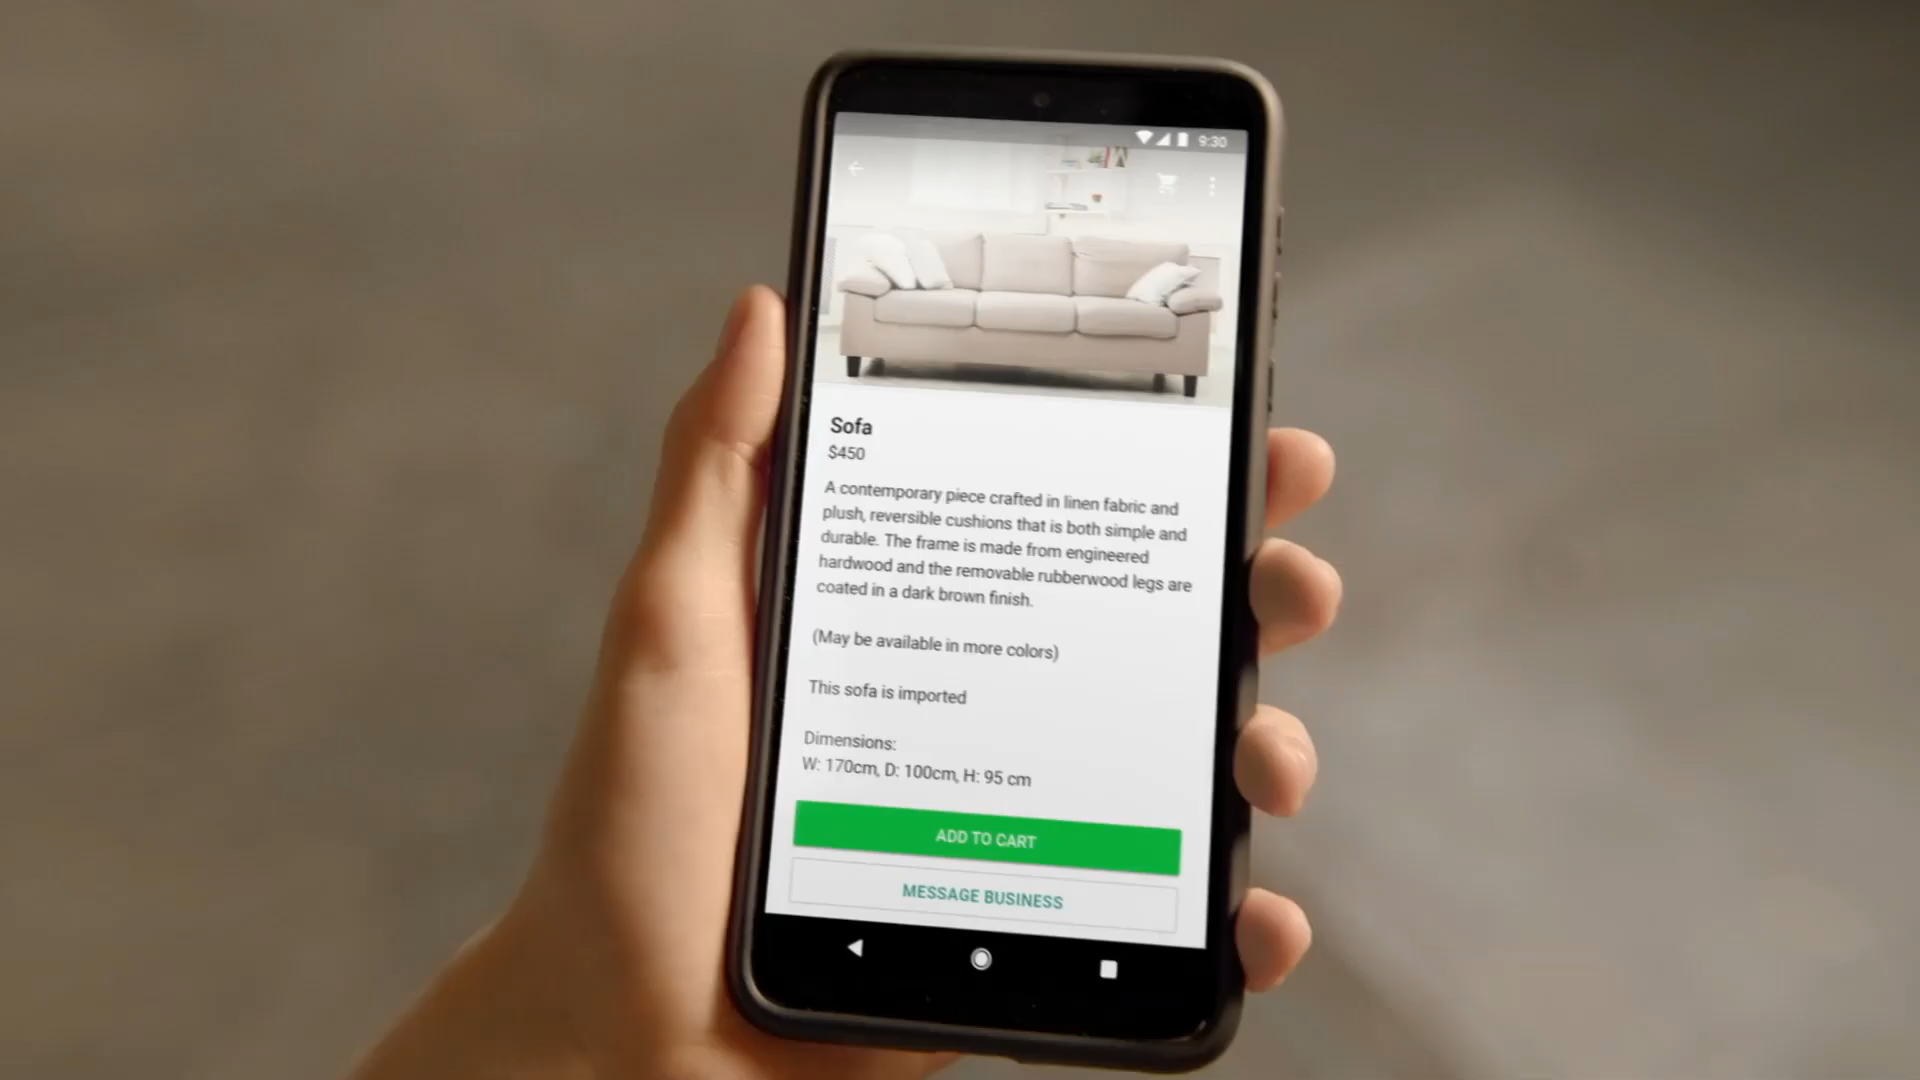 9:30
Sofa
$450
A contemporary piece crafted in linen fabric and
plush, reversible cushions that is both simple and
durable. The frame is made from engineered
hardwood and the removable rubberwood legs are
coated in a dark brown finish.
(May be available in more colors)
This sofa is imported
Dimensions:
W: 170cm, D: 100cm, H: 95 cm
ADD TO CART
MESSAGE BUSINESS